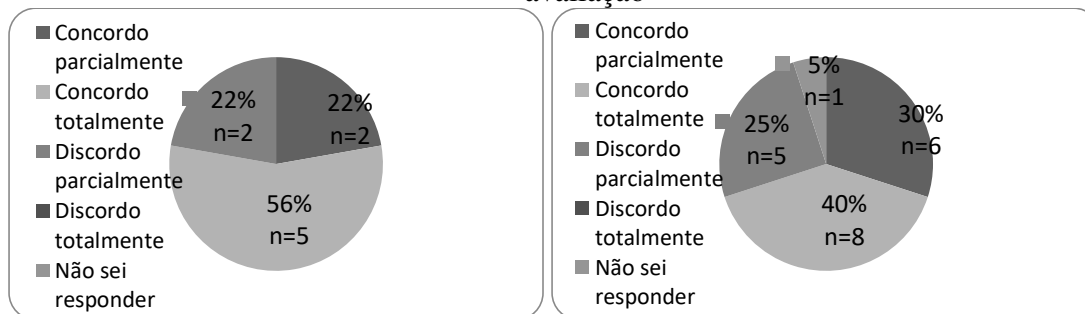 avaliação
Concordo
parcialmente
Concordo
totalmente
Discordo
parcialmente
Discordo
totalmente
Não sei
responder
22%
n=2
22%
n=2
56%
n=5
Concordo
parcialmente
Concordo
totalmente
Discordo
parcialmente
Discordo
totalmente
Não sei
responder
5%
n=1
30%
n=6
25%
n=5
40%
n=8